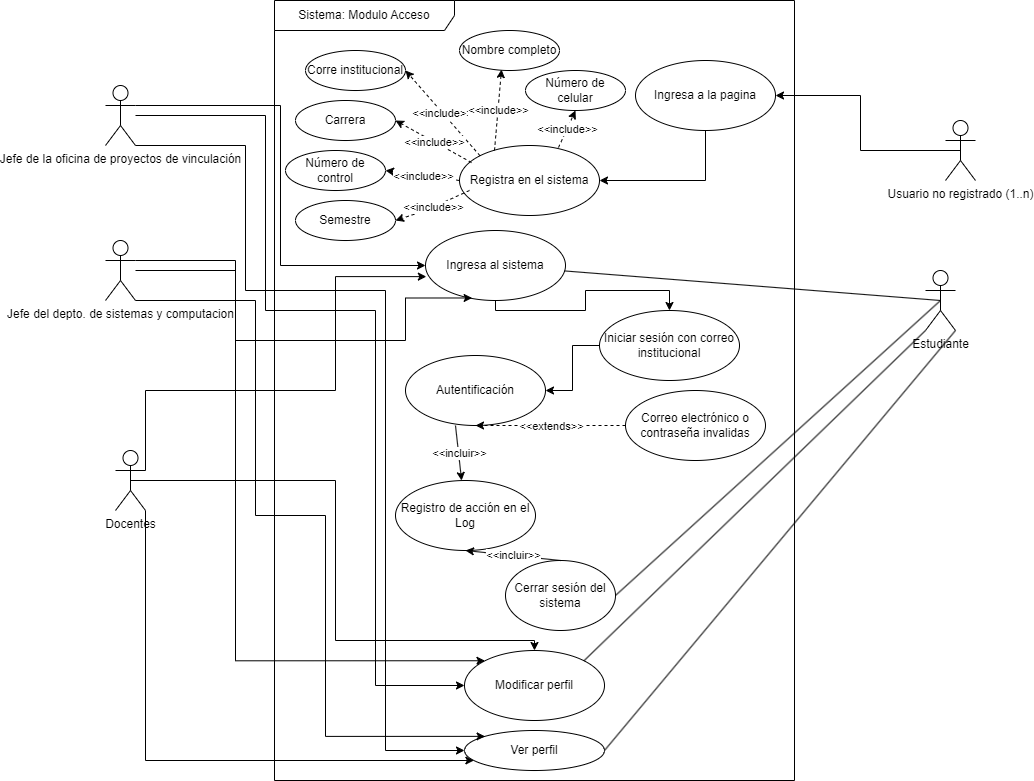 Sistema: Modulo Acceso
Nombre completo
Corre institucional
Número de
celular
Ingresa a la pagina
<<include>>
<<include>>
Carrera
<<include>>
<<include>>
Jefe de la oficina de proyectos de vinculación
Número de
control
<<include>>
Registra en el sistema
Usuario no registrado (1..n)
<<include>>
Semestre
Ingresa al sistema
Jefe del depto. de sistemas y computacion
Iniciar sesión con correo
institucional
Estudiante
Autentificación
Correo electrónico o
contraseña invalidas
<<extends>>
<<incluir>>
Registro de acción en el
Log
Docentes
<<incluir>>
Cerrar sesión del
sistema
Modificar perfil
Ver perfil